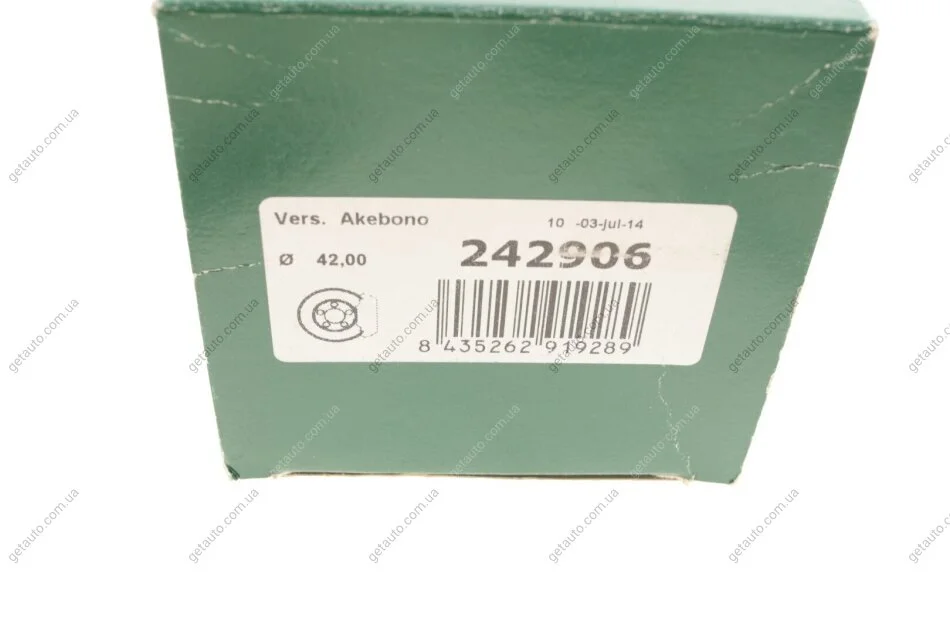 Vers. Akebono
10 -03-jul-14
Ø 42,00
242906
8 435262 919289
getauto.com.ua